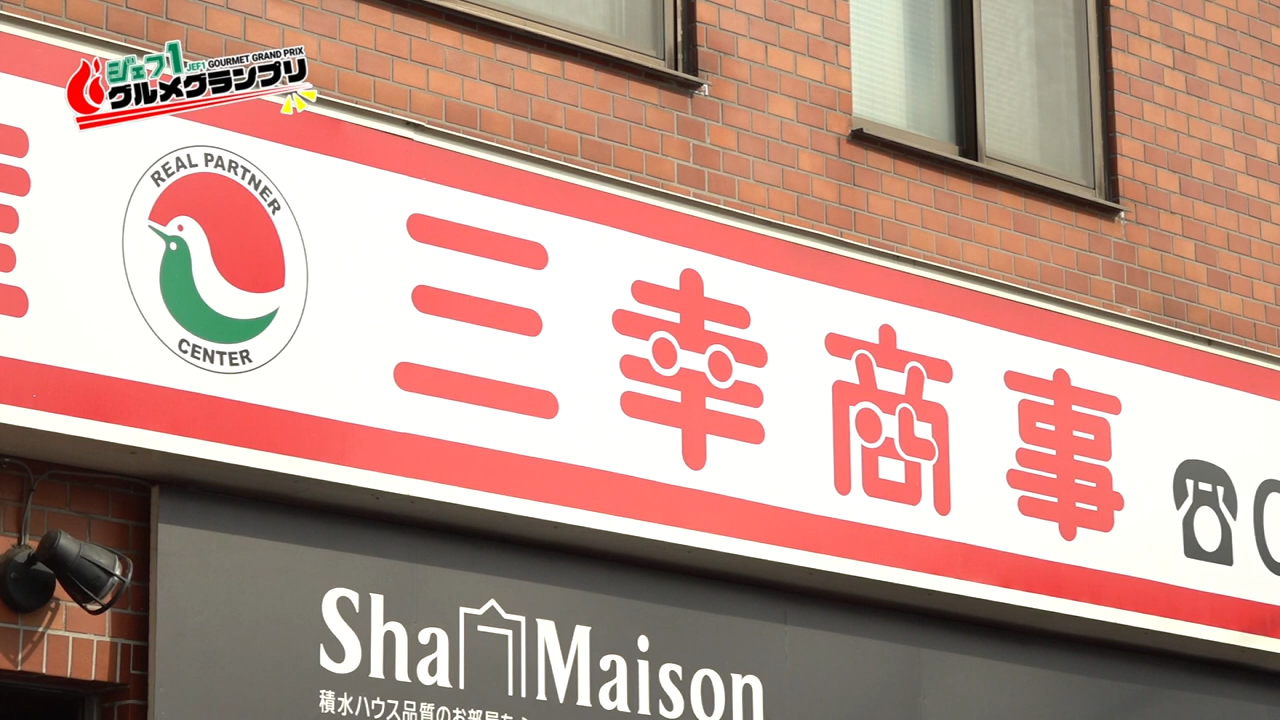 ジェフ1
JEF1 GOURMET GRAND PRIX
グルメグランプリ
REAL PARTNER
CENTER
三幸商事
Sha Maison
積水ハウス品質のお部屋